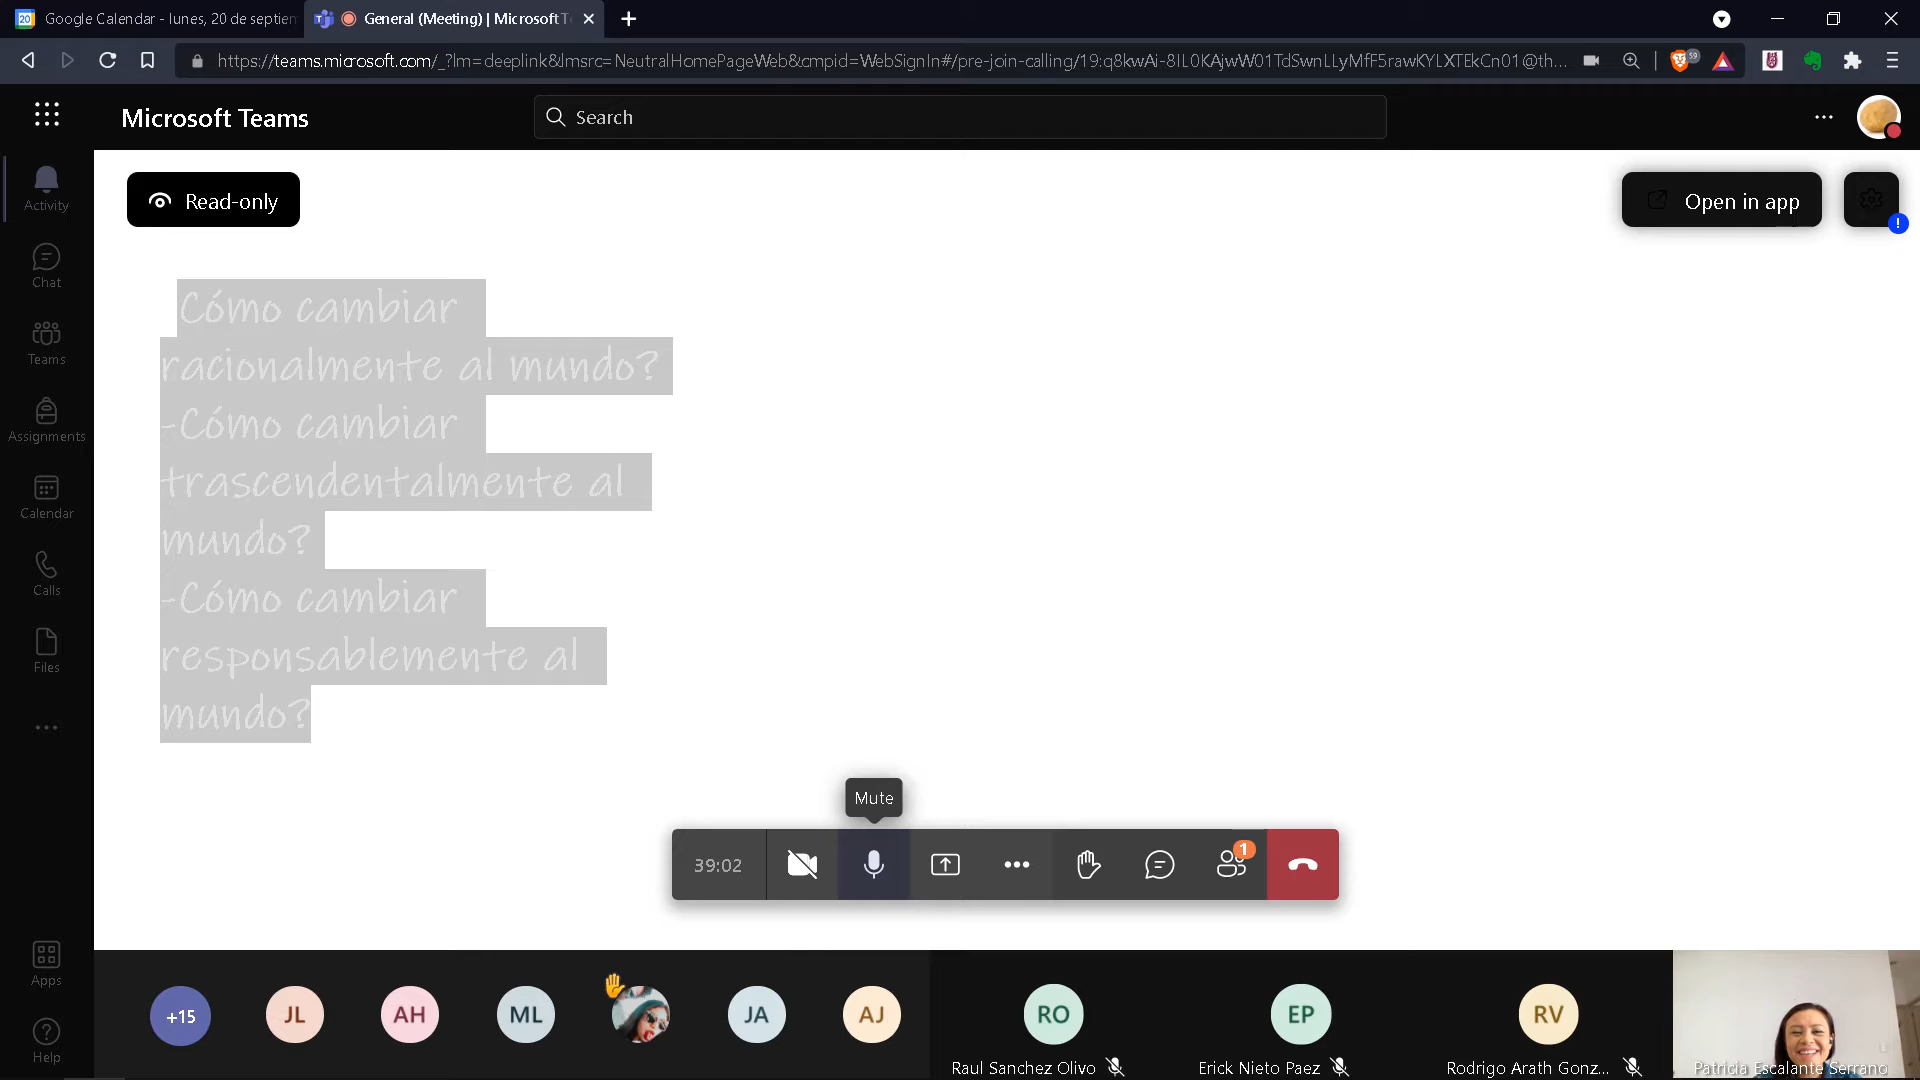 Google Calendar - lunes, 20 de septien
General (Meeting) | Microsoft Te
https://teams.microsoft.com/_?lm=deeplink&lmsrc=NeutralHomePageWeb&cmpid=WebSignIn#/pre-join-calling/19:q8kwAi-8IL0KAjwW01TdSwnLLyMfF5rawKYLXTEkCn01@th...
59
Microsoft Teams
Search
Activity
Chat
Teams
Assignments
Calendar
Calls
Files
Apps
Help
Read-only
Open in app
Cómo cambiar
racionalmente al mundo?
-Cómo cambiar
trascendentalmente al
mundo?
-Cómo cambiar
responsablemente al
mundo?
Mute
39:02
1
+15
JL
AH
ML
JA
AJ
RO
Raul Sanchez Olivo
EP
Erick Nieto Paez
RV
Rodrigo Arath Gonz...
Patricia Escalante Serrano